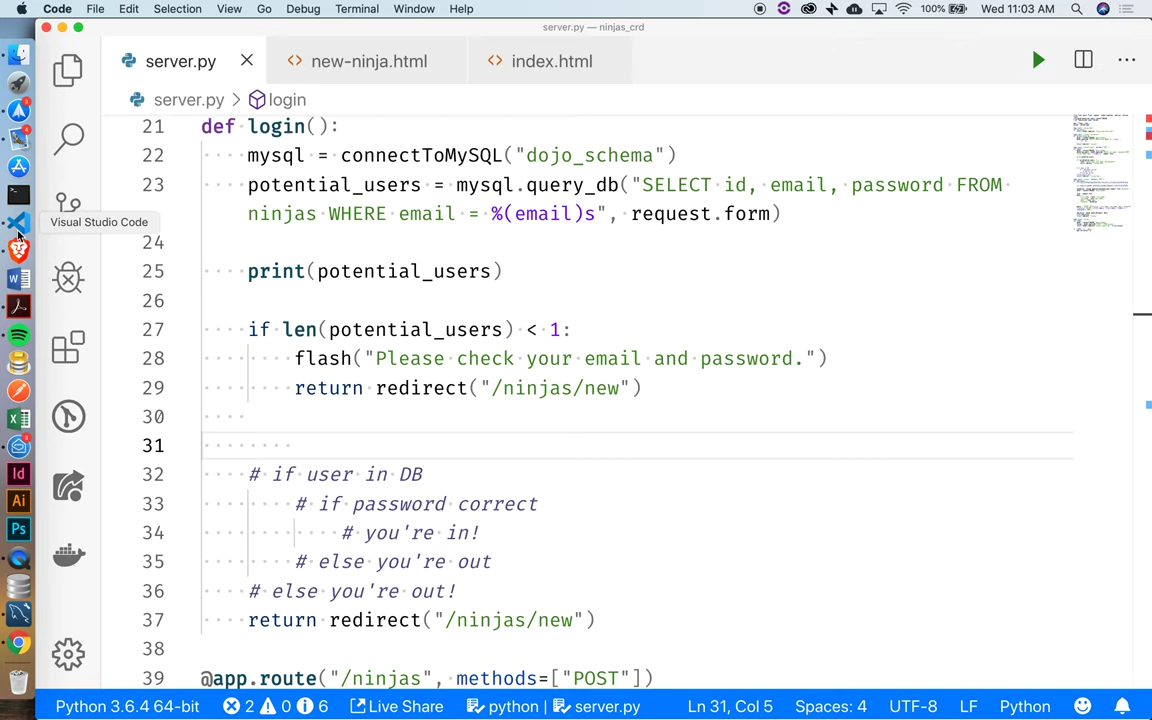 Code File Edit Selection View Go Debug Terminal Window Help 100% Wed 11:03 AM
server.py — ninjas_crd
server.py new-ninja.html index.html
server.py > login
21 def login():
22 mysql = connectToMySQL("dojo_schema")
23 potential_users = mysql.query_db("SELECT id, email, password FROM
ninjas WHERE email = %(email)s", request.form)
Visual Studio Code
24
25 print(potential_users)
26
27 if len(potential_users) < 1:
28 flash("Please check your email and password.")
29 return redirect("/ninjas/new")
30
31
32 # if user in DB
33 # if password correct
34 # you're in!
35 # else you're out
36 # else you're out!
37 return redirect("/ninjas/new")
38
39 @app.route("/ninjas", methods=["POST"])
Id
Ai
Ps
Python 3.6.4 64-bit 2 0 6 Live Share python | server.py Ln 31, Col 5 Spaces: 4 UTF-8 LF Python